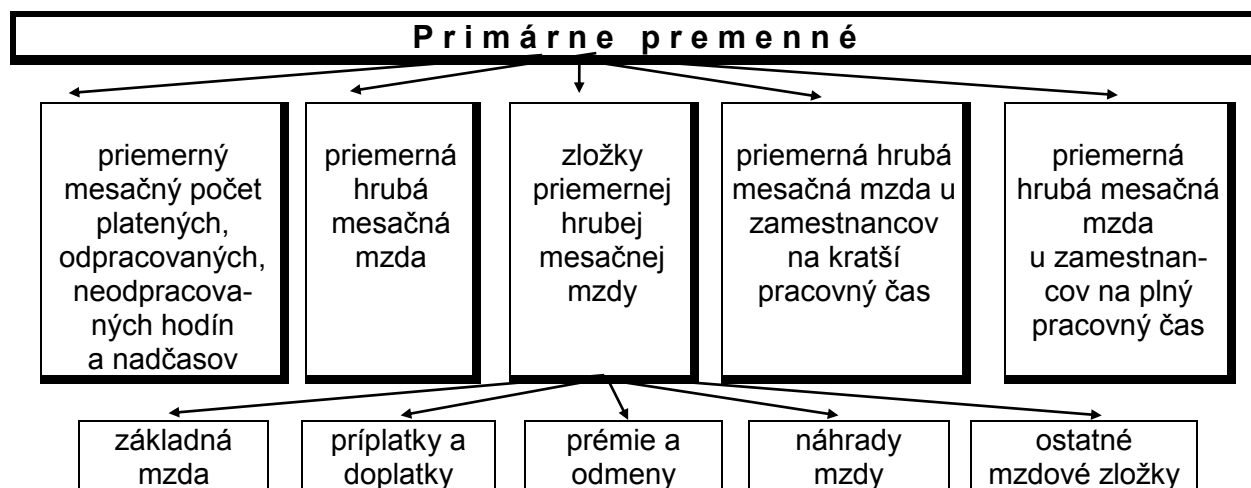 Primárne premenné
priemerný
mesačný počet
platených,
odpracovaných,
neodpracova-
ných hodín
a nadčasov
priemerná
hrubá
mesačná
mzda
zložky
priemernej
hrubej
mesačnej
mzdy
priemerná hrubá
mesačná mzda u
zamestnancov
na kratší
pracovný čas
priemerná
hrubá mesačná
mzda
u zamestnan-
cov na plný
pracovný čas
základná
mzda
príplatky a
doplatky
prémie a
odmeny
náhrady
mzdy
ostatné
mzdové zložky